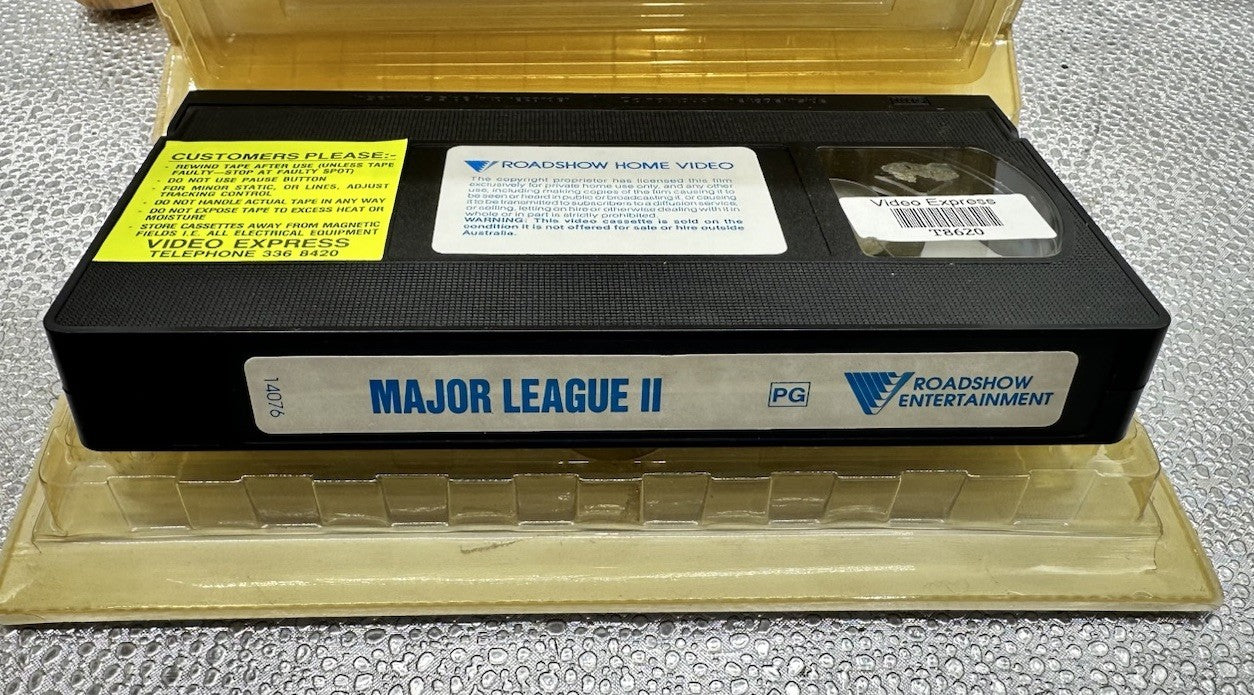 CUSTOMERS PLEASE:-
- REWIND TAPE AFTER USE (UNLESS TAPE
FAULTY—STOP AT FAULTY SPOT)
- DO NOT USE PAUSE BUTTON
- FOR MINOR STATIC, OR LINES, ADJUST
TRACKING CONTROL
- DO NOT HANDLE ACTUAL TAPE IN ANY WAY
- DO NOT EXPOSE TAPE TO EXCESS HEAT OR
MOISTURE
- STORE CASSETTES AWAY FROM MAGNETIC
FIELDS I.E. ALL ELECTRICAL EQUIPMENT
VIDEO EXPRESS
TELEPHONE 336 8420
ROADSHOW HOME VIDEO
The copyright proprietor has licensed this film
exclusively for private home use only, and any other
use, including making copies of the film causing it to
be seen or heard in public or broadcasting it, or causing
it to be transmitted to subscribers to a diffusion service,
or selling, letting on hire or otherwise dealing with it in
whole or in part is strictly prohibited.
WARNING: This video cassette is sold on the
condition it is not offered for sale or hire outside
Australia.
Video Express
T8620
14076
MAJOR LEAGUE II
PG
ROADSHOW
ENTERTAINMENT